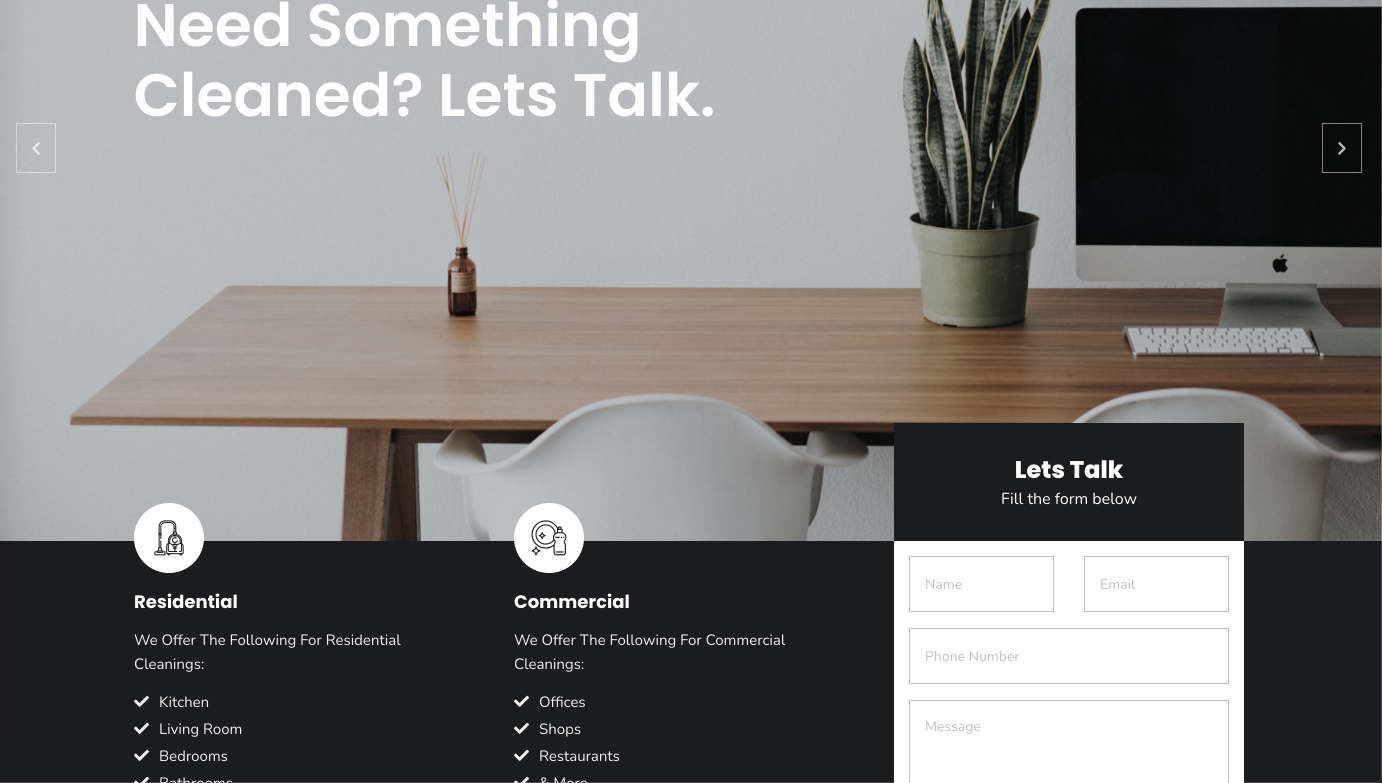 Need Something
Cleaned? Lets Talk.
Residential
We Offer The Following For Residential
Cleanings:
Kitchen
Living Room
Bedrooms
Bathrooms
Commercial
We Offer The Following For Commercial
Cleanings:
Offices
Shops
Restaurants
& More
Lets Talk
Fill the form below
Name
Email
Phone Number
Message